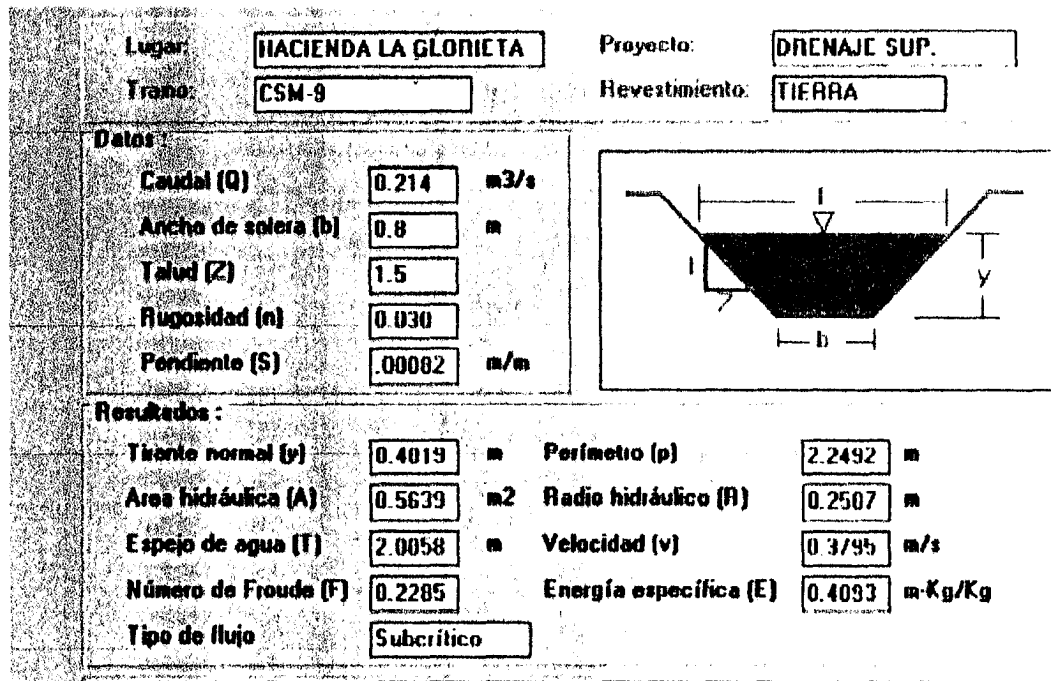 Lugar: HACIENDA LA GLORIETA Proyecto: DRENAJE SUP.
Tramo: CSM-9 Revestimiento: TIERRA
Datos :
Caudal (Q) 0.214 m3/s
Ancho de solera (b) 0.8 m
Talud (Z) 1.5
Rugosidad (n) 0.030
Pendiente (S) .00082 m/m
T
1
Z
y
b
Resultados :
Tirante normal (y) 0.4019 m Perímetro (p) 2.2492 m
Area hidráulica (A) 0.5639 m2 Radio hidráulico (R) 0.2507 m
Espejo de agua (T) 2.0058 m Velocidad (v) 0.3795 m/s
Número de Froude (F) 0.2285 Energía específica (E) 0.4093 m-Kg/Kg
Tipo de flujo Subcrítico